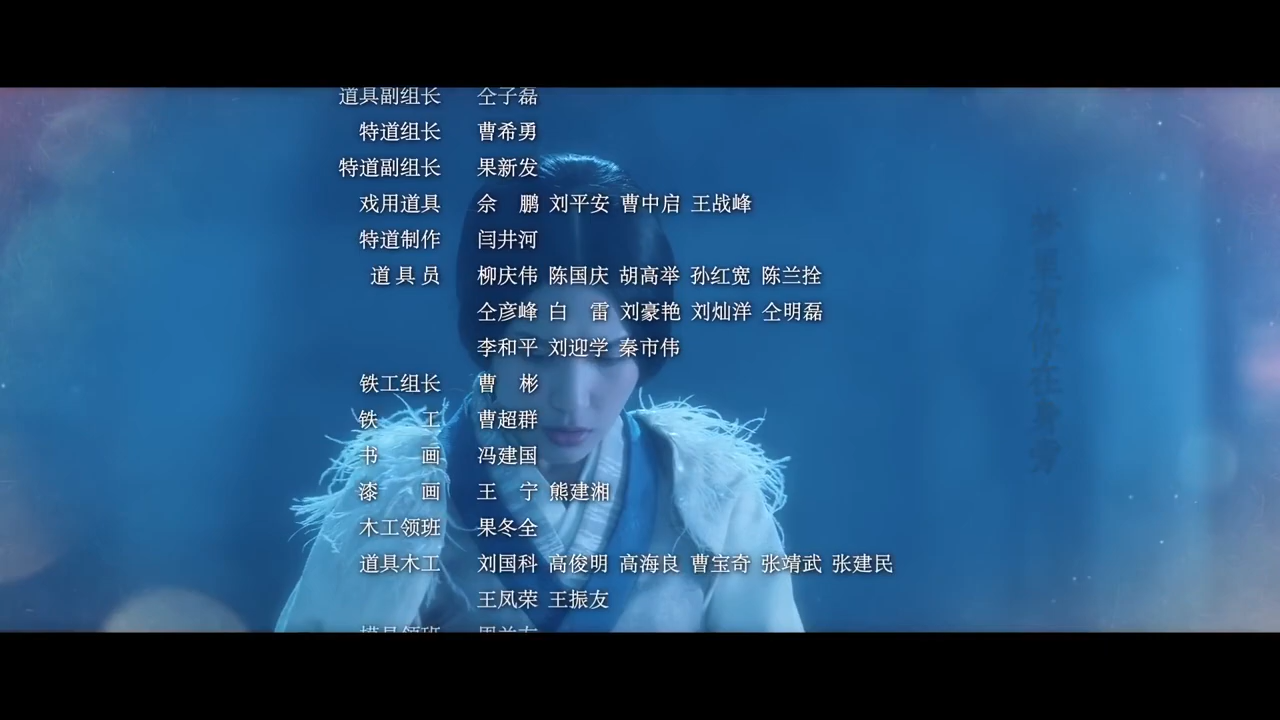 道具副组长 仝子磊
特道组长 曹希勇
特道副组长 果新发
戏用道具 佘 鹏 刘平安 曹中启 王战峰
特道制作 闫井河
道具员 柳庆伟 陈国庆 胡高举 孙红宽 陈兰拴
仝彦峰 白 雷 刘豪艳 刘灿洋 仝明磊
李和平 刘迎学 秦市伟
铁工组长 曹 彬
铁 工 曹超群
书 画 冯建国
漆 画 王 宁 熊建湘
木工领班 果冬全
道具木工 刘国科 高俊明 高海良 曹宝奇 张靖武 张建民
王凤荣 王振友